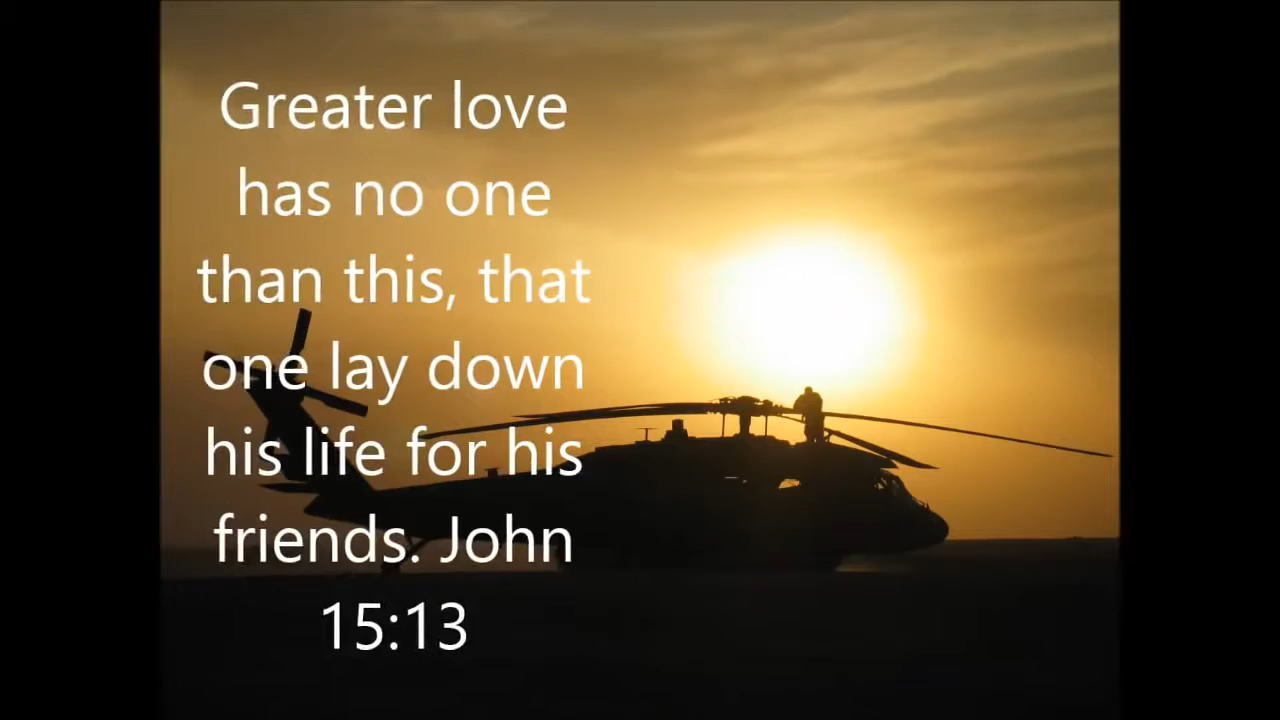 Greater love
has no one
than this, that
one lay down
his life for his
friends. John
15:13